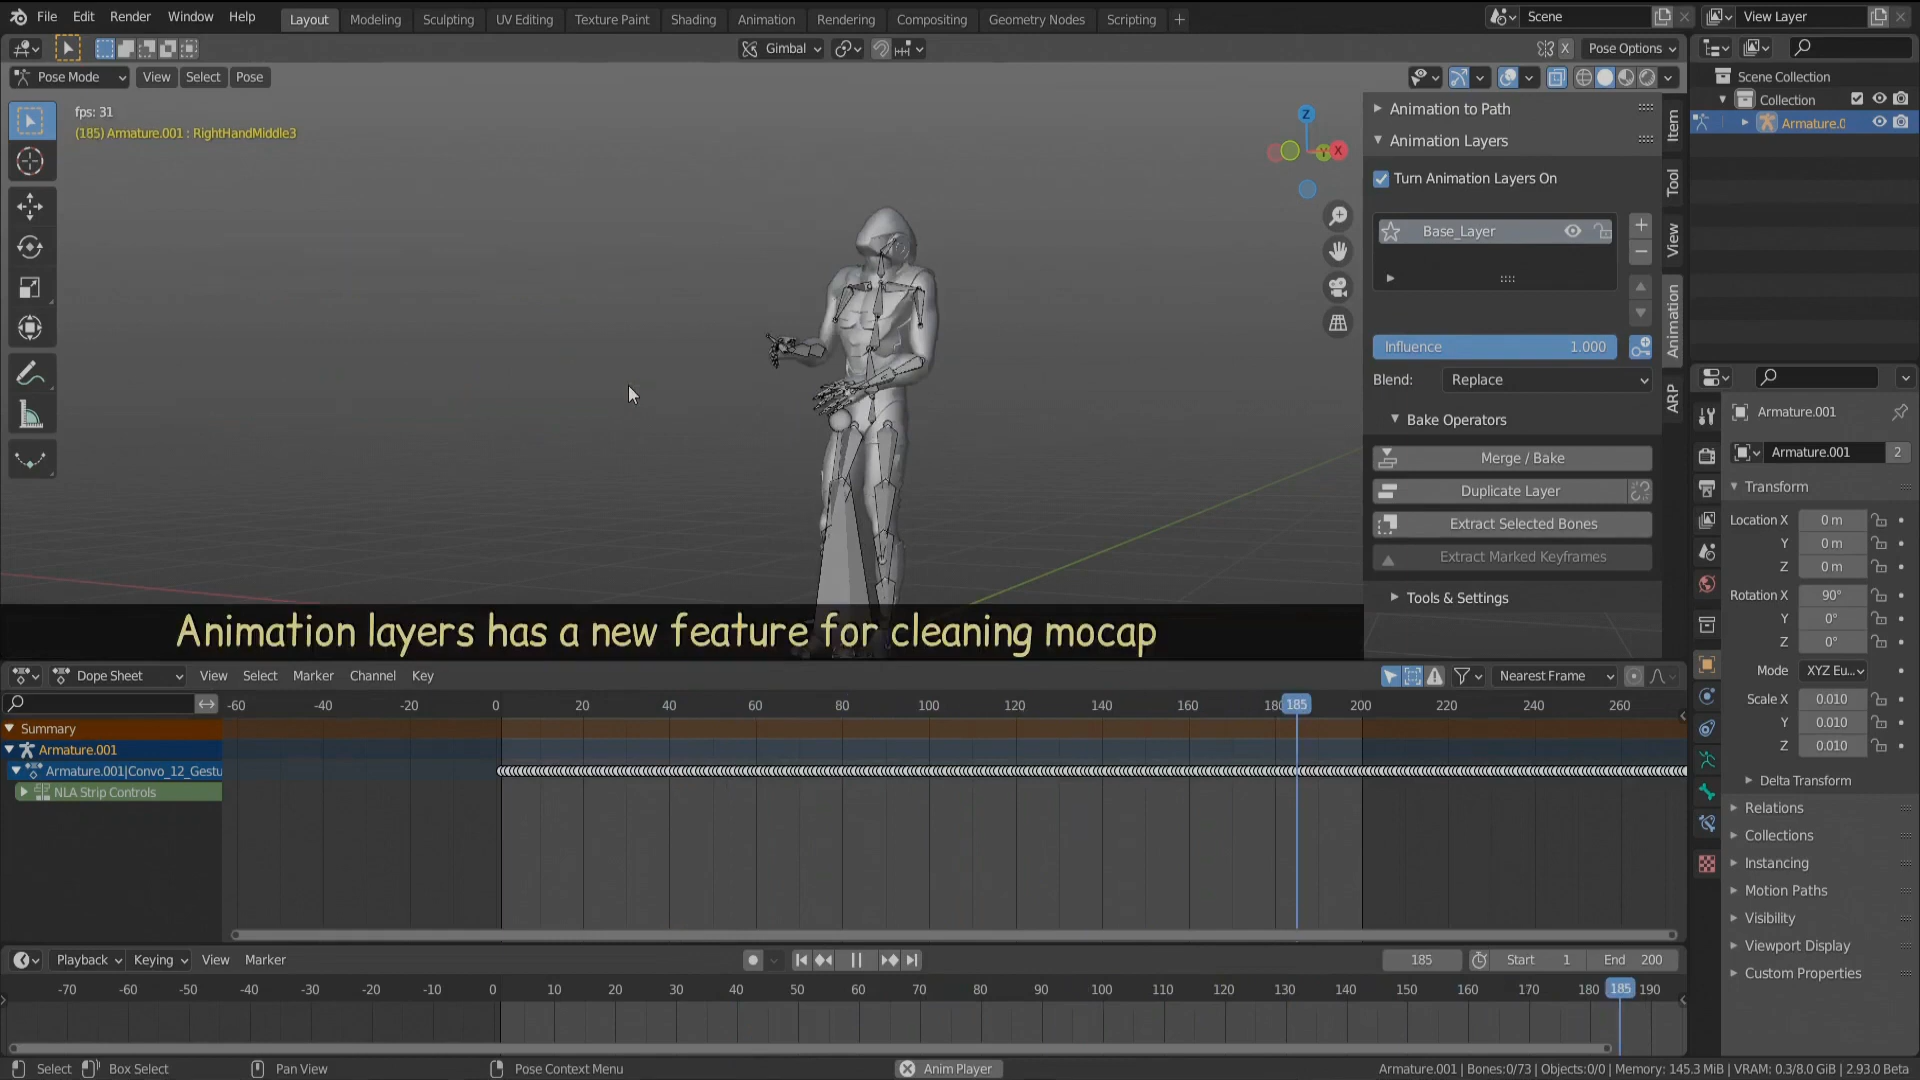 File Edit Render Window Help Layout Modeling Sculpting UV Editing Texture Paint Shading Animation Rendering Compositing Geometry Nodes Scripting + Scene View Layer
Gimbal X Pose Options
Pose Mode View Select Pose
fps: 31
(185) Armature.001 : RightHandMiddle3
Z
Y X
Animation to Path
Animation Layers
Turn Animation Layers On
Base_Layer
Influence 1.000
Blend: Replace
Bake Operators
Merge / Bake
Duplicate Layer
Extract Selected Bones
Extract Marked Keyframes
Tools & Settings
Item
Tool
View
Animation
ARP
Scene Collection
Collection
Armature.0
Armature.001
Armature.001 2
Transform
Location X 0 m
Y 0 m
Z 0 m
Rotation X 90°
Y 0°
Z 0°
Mode XYZ Eu...
Scale X 0.010
Y 0.010
Z 0.010
Delta Transform
Relations
Collections
Instancing
Motion Paths
Visibility
Viewport Display
Custom Properties
Animation layers has a new feature for cleaning mocap
Dope Sheet View Select Marker Channel Key Nearest Frame
-60 -40 -20 0 20 40 60 80 100 120 140 160 180 185 200 220 240 260
Summary
Armature.001
Armature.001|Convo_12_Gestu
NLA Strip Controls
Playback Keying View Marker 185 Start 1 End 200
-70 -60 -50 -40 -30 -20 -10 0 10 20 30 40 50 60 70 80 90 100 110 120 130 140 150 160 170 180 185 190
Select Box Select Pan View Pose Context Menu Anim Player Armature.001 | Bones:0/73 | Objects:0/0 | Memory: 145.3 MiB | VRAM: 0.3/8.0 GiB | 2.93.0 Beta